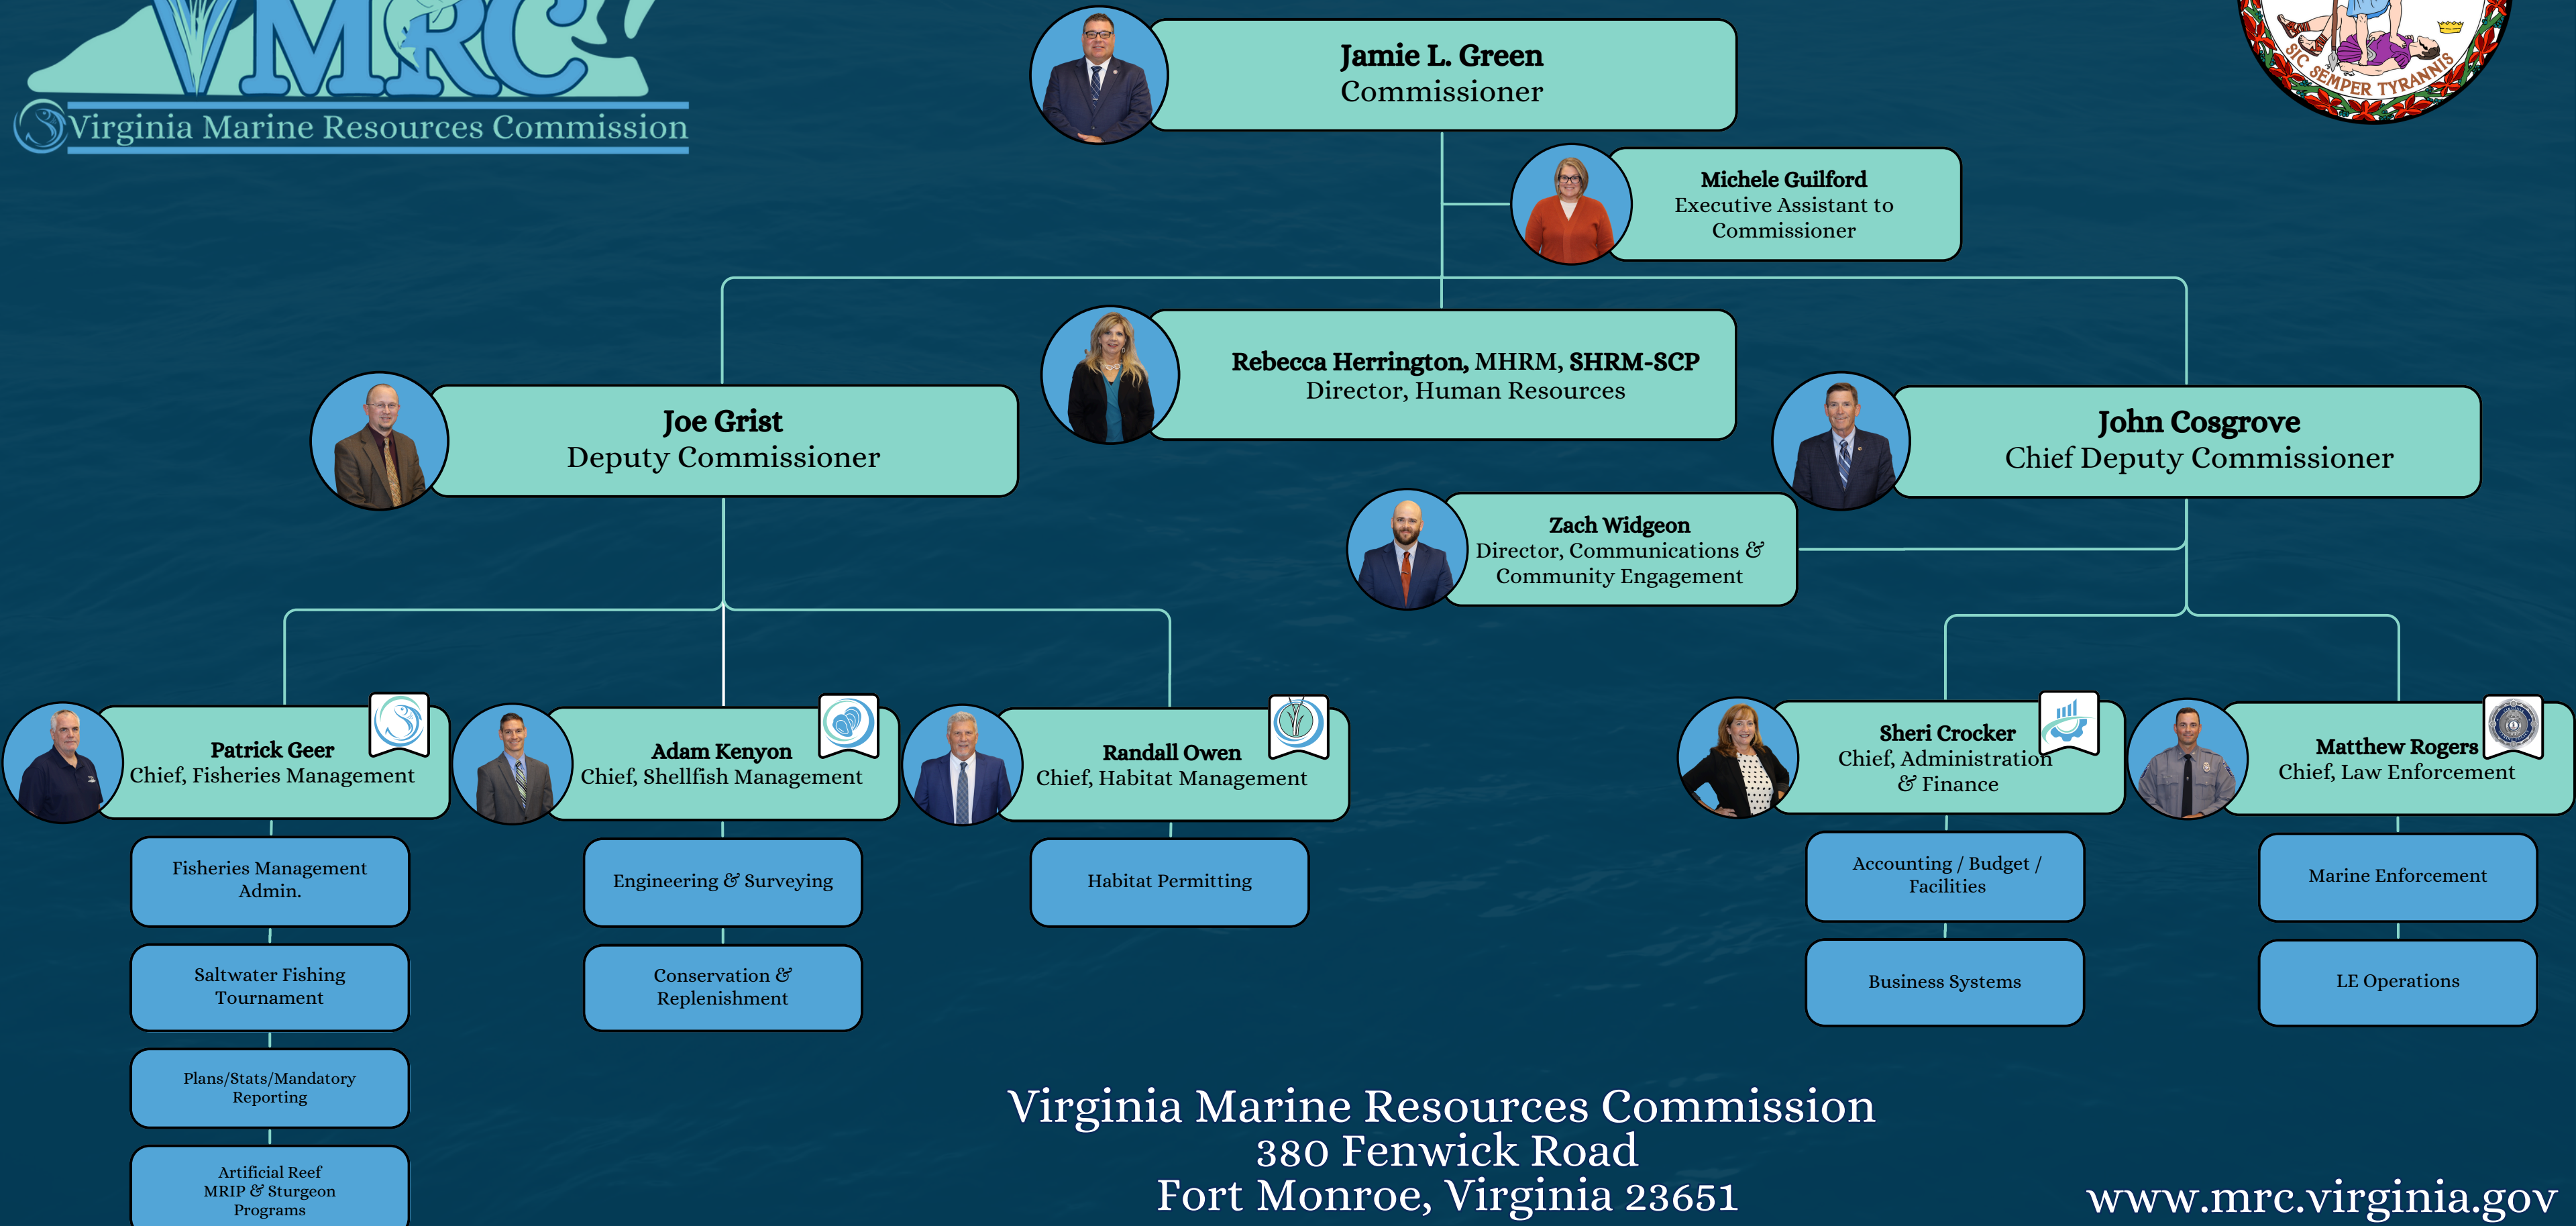 VMRC
Virginia Marine Resources Commission
SIC SEMPER TYRANNIS
Jamie L. Green
Commissioner
Michele Guilford
Executive Assistant to
Commissioner
Rebecca Herrington, MHRM, SHRM-SCP
Director, Human Resources
Joe Grist
Deputy Commissioner
John Cosgrove
Chief Deputy Commissioner
Zach Widgeon
Director, Communications &
Community Engagement
Patrick Geer
Chief, Fisheries Management
Adam Kenyon
Chief, Shellfish Management
Randall Owen
Chief, Habitat Management
Sheri Crocker
Chief, Administration
& Finance
Matthew Rogers
Chief, Law Enforcement
Fisheries Management
Admin.
Saltwater Fishing
Tournament
Plans/Stats/Mandatory
Reporting
Artificial Reef
MRIP & Sturgeon
Programs
Engineering & Surveying
Conservation &
Replenishment
Habitat Permitting
Accounting / Budget /
Facilities
Business Systems
Marine Enforcement
LE Operations
Virginia Marine Resources Commission
380 Fenwick Road
Fort Monroe, Virginia 23651
www.mrc.virginia.gov